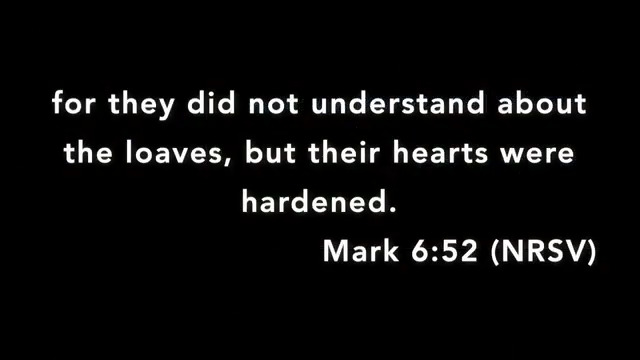 for they did not understand about
the loaves, but their hearts were
hardened.
Mark 6:52 (NRSV)